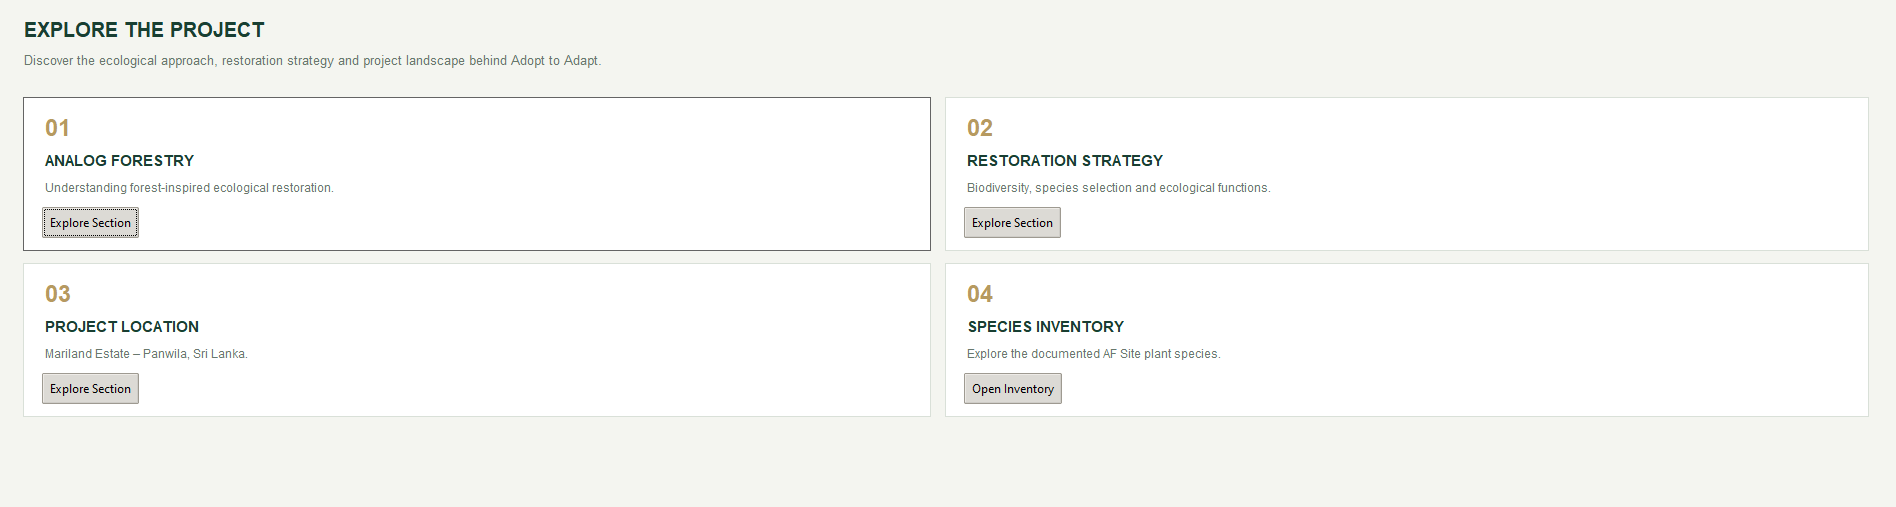 EXPLORE THE PROJECT
Discover the ecological approach, restoration strategy and project landscape behind Adopt to Adapt.
01
ANALOG FORESTRY
Understanding forest-inspired ecological restoration.
Explore Section
02
RESTORATION STRATEGY
Biodiversity, species selection and ecological functions.
Explore Section
03
PROJECT LOCATION
Mariland Estate – Panwila, Sri Lanka.
Explore Section
04
SPECIES INVENTORY
Explore the documented AF Site plant species.
Open Inventory